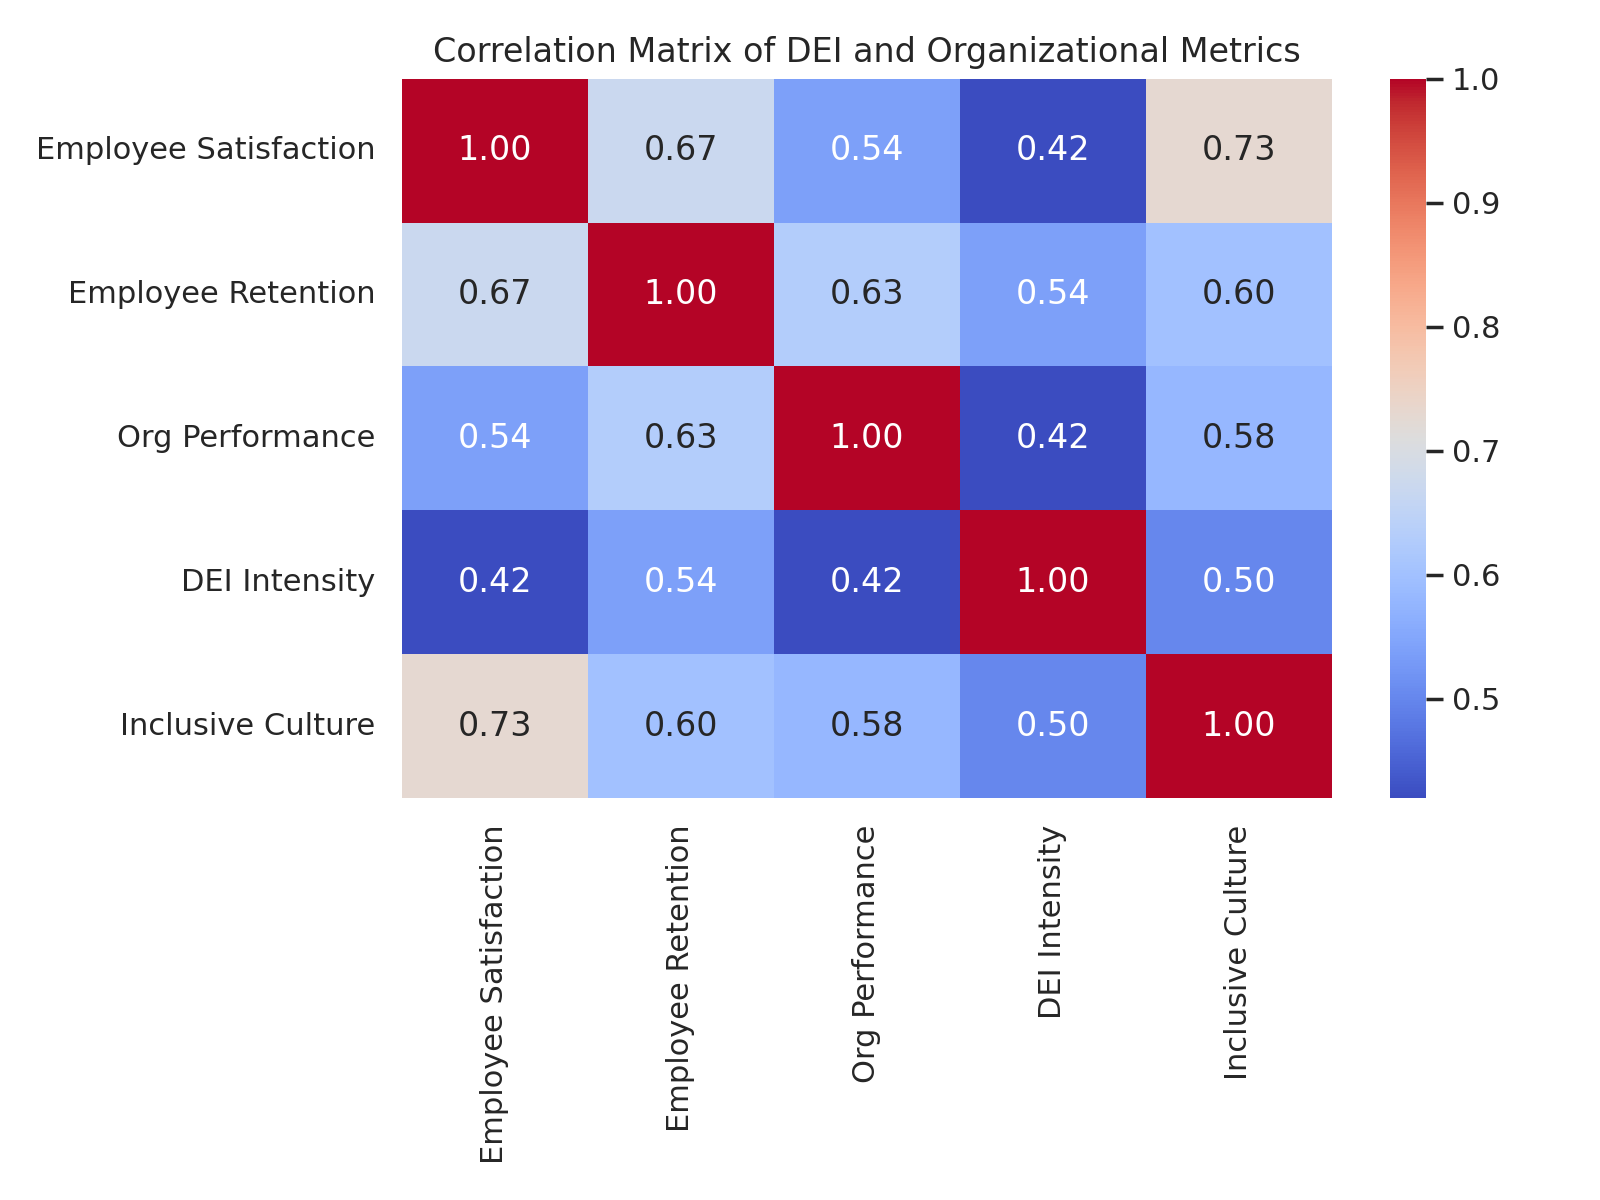 Correlation Matrix of DEI and Organizational Metrics
Employee Satisfaction 1.00 0.67 0.54 0.42 0.73
Employee Retention 0.67 1.00 0.63 0.54 0.60
Org Performance 0.54 0.63 1.00 0.42 0.58
DEI Intensity 0.42 0.54 0.42 1.00 0.50
Inclusive Culture 0.73 0.60 0.58 0.50 1.00
Employee Satisfaction
Employee Retention
Org Performance
DEI Intensity
Inclusive Culture
1.0
0.9
0.8
0.7
0.6
0.5